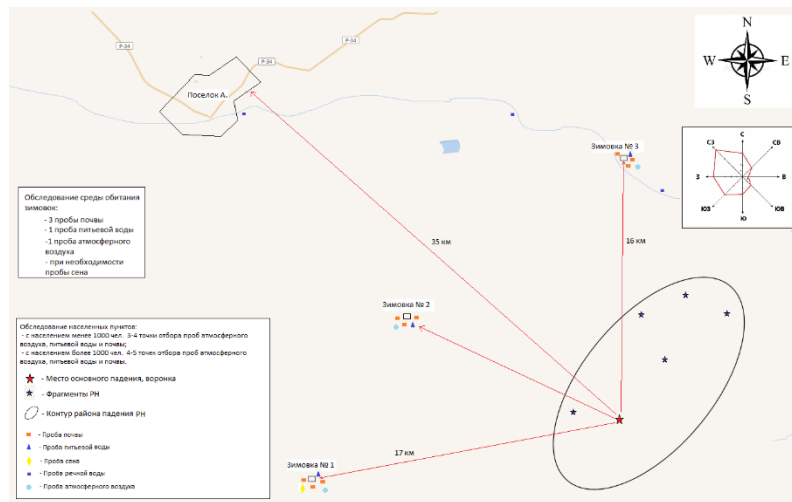 N
W E
S
P-34
P-34
P-34
Поселок А.
С
СЗ СВ
З В
ЮЗ ЮВ
Ю
Зимовка № 3
Обследование среды обитания
зимовок:
- 3 пробы почвы
- 1 проба питьевой воды
-1 проба атмосферного
воздуха
- при необходимости
пробы сена
35 км
16 км
Зимовка № 2
Обследование населенных пунктов:
- с населением менее 1000 чел. 3-4 точки отбора проб атмосферного
воздуха, питьевой воды и почвы;
- с населением более 1000 чел. 4-5 точек отбора проб атмосферного
воздуха, питьевой воды и почвы.
- Место основного падения, воронка
- Фрагменты РН
- Контур района падения РН
- Проба почвы
- Проба питьевой воды
- Проба сена
- Проба речной воды
- Проба атмосферного воздуха
17 км
Зимовка № 1